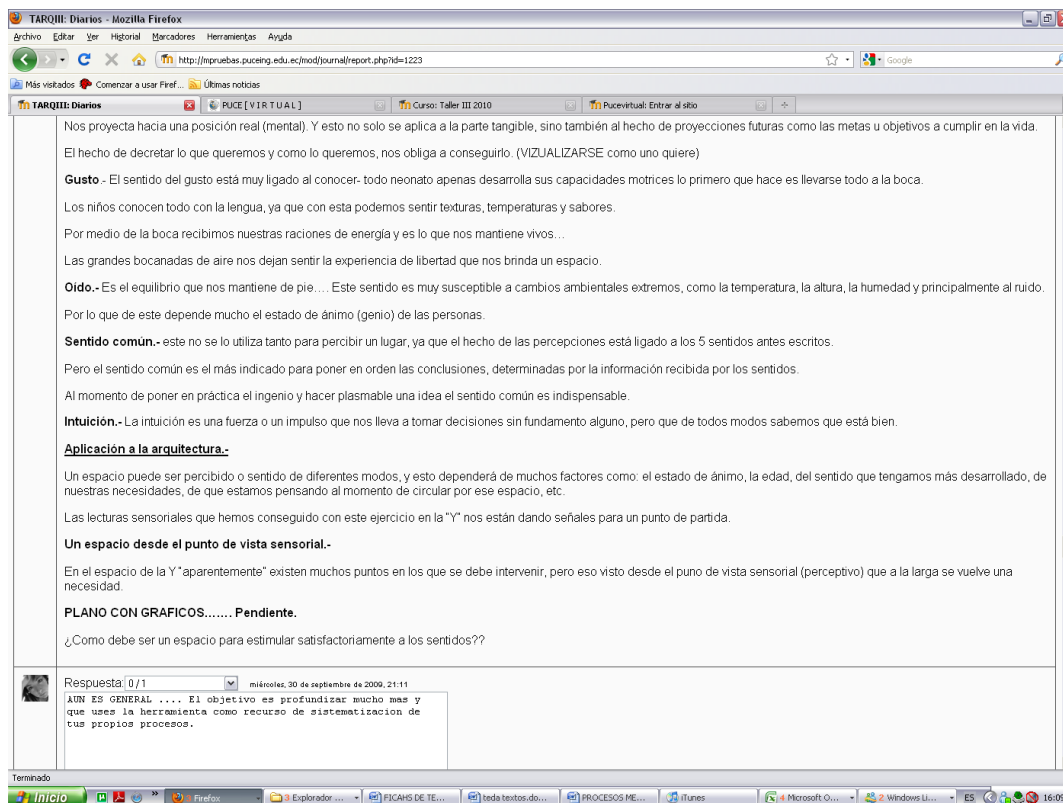 TARQIII: Diarios - Mozilla Firefox
Archivo Editar Ver Historial Marcadores Herramientas Ayuda
http://mpruebas.puceing.edu.ec/mod/journal/report.php?id=1223
Google
Más visitados Comenzar a usar Firef... Últimas noticias
TARQIII: Diarios
PUCE [ V I R T U A L ]
Curso: Taller III 2010
Pucevirtual: Entrar al sitio
Nos proyecta hacia una posición real (mental). Y esto no solo se aplica a la parte tangible, sino también al hecho de proyecciones futuras como las metas u objetivos a cumplir en la vida.
El hecho de decretar lo que queremos y como lo queremos, nos obliga a conseguirlo. (VIZUALIZARSE como uno quiere)
Gusto.- El sentido del gusto está muy ligado al conocer- todo neonato apenas desarrolla sus capacidades motrices lo primero que hace es llevarse todo a la boca.
Los niños conocen todo con la lengua, ya que con esta podemos sentir texturas, temperaturas y sabores.
Por medio de la boca recibimos nuestras raciones de energía y es lo que nos mantiene vivos…
Las grandes bocanadas de aire nos dejan sentir la experiencia de libertad que nos brinda un espacio.
Oído.- Es el equilibrio que nos mantiene de pie…. Este sentido es muy susceptible a cambios ambientales extremos, como la temperatura, la altura, la humedad y principalmente al ruido.
Por lo que de este depende mucho el estado de ánimo (genio) de las personas.
Sentido común.- este no se lo utiliza tanto para percibir un lugar, ya que el hecho de las percepciones está ligado a los 5 sentidos antes escritos.
Pero el sentido común es el más indicado para poner en orden las conclusiones, determinadas por la información recibida por los sentidos.
Al momento de poner en práctica el ingenio y hacer plasmable una idea el sentido común es indispensable.
Intuición.- La intuición es una fuerza o un impulso que nos lleva a tomar decisiones sin fundamento alguno, pero que de todos modos sabemos que está bien.
Aplicación a la arquitectura.-
Un espacio puede ser percibido o sentido de diferentes modos, y esto dependerá de muchos factores como: el estado de ánimo, la edad, del sentido que tengamos más desarrollado, de
nuestras necesidades, de que estamos pensando al momento de circular por ese espacio, etc.
Las lecturas sensoriales que hemos conseguido con este ejercicio en la "Y" nos están dando señales para un punto de partida.
Un espacio desde el punto de vista sensorial.-
En el espacio de la Y "aparentemente" existen muchos puntos en los que se debe intervenir, pero eso visto desde el puno de vista sensorial (perceptivo) que a la larga se vuelve una
necesidad.
PLANO CON GRAFICOS……. Pendiente.
¿Como debe ser un espacio para estimular satisfactoriamente a los sentidos??
Respuesta: 0 / 1 miércoles, 30 de septiembre de 2009, 21:11
AUN ES GENERAL .... El objetivo es profundizar mucho mas y
que uses la herramienta como recurso de sistematizacion de
tus propios procesos.
Terminado
Inicio
3 Firefox
3 Explorador ...
FICAHS DE TE...
teda textos.do...
PROCESOS ME...
iTunes
4 Microsoft O...
2 Windows Li...
ES